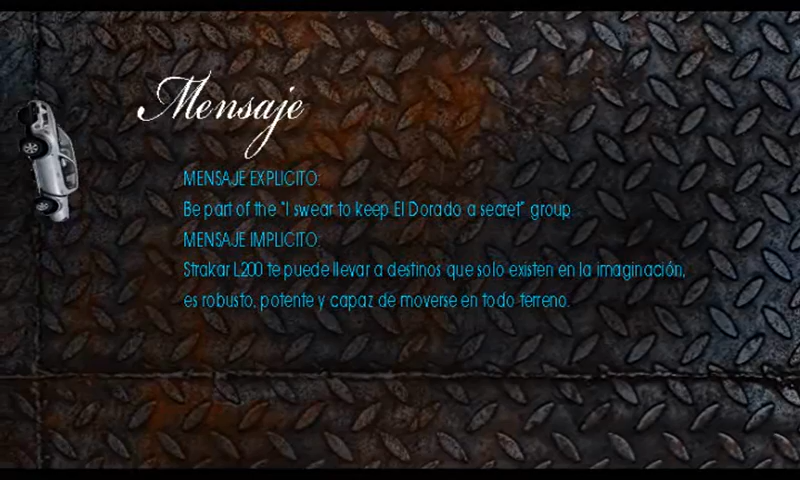 Mensaje
MENSAJE EXPLICITO:
Be part of the "I swear to keep El Dorado a secret" group.
MENSAJE IMPLICITO:
Strakar L200 te puede llevar a destinos que solo existen en la imaginación,
es robusto, potente y capaz de moverse en todo terreno.